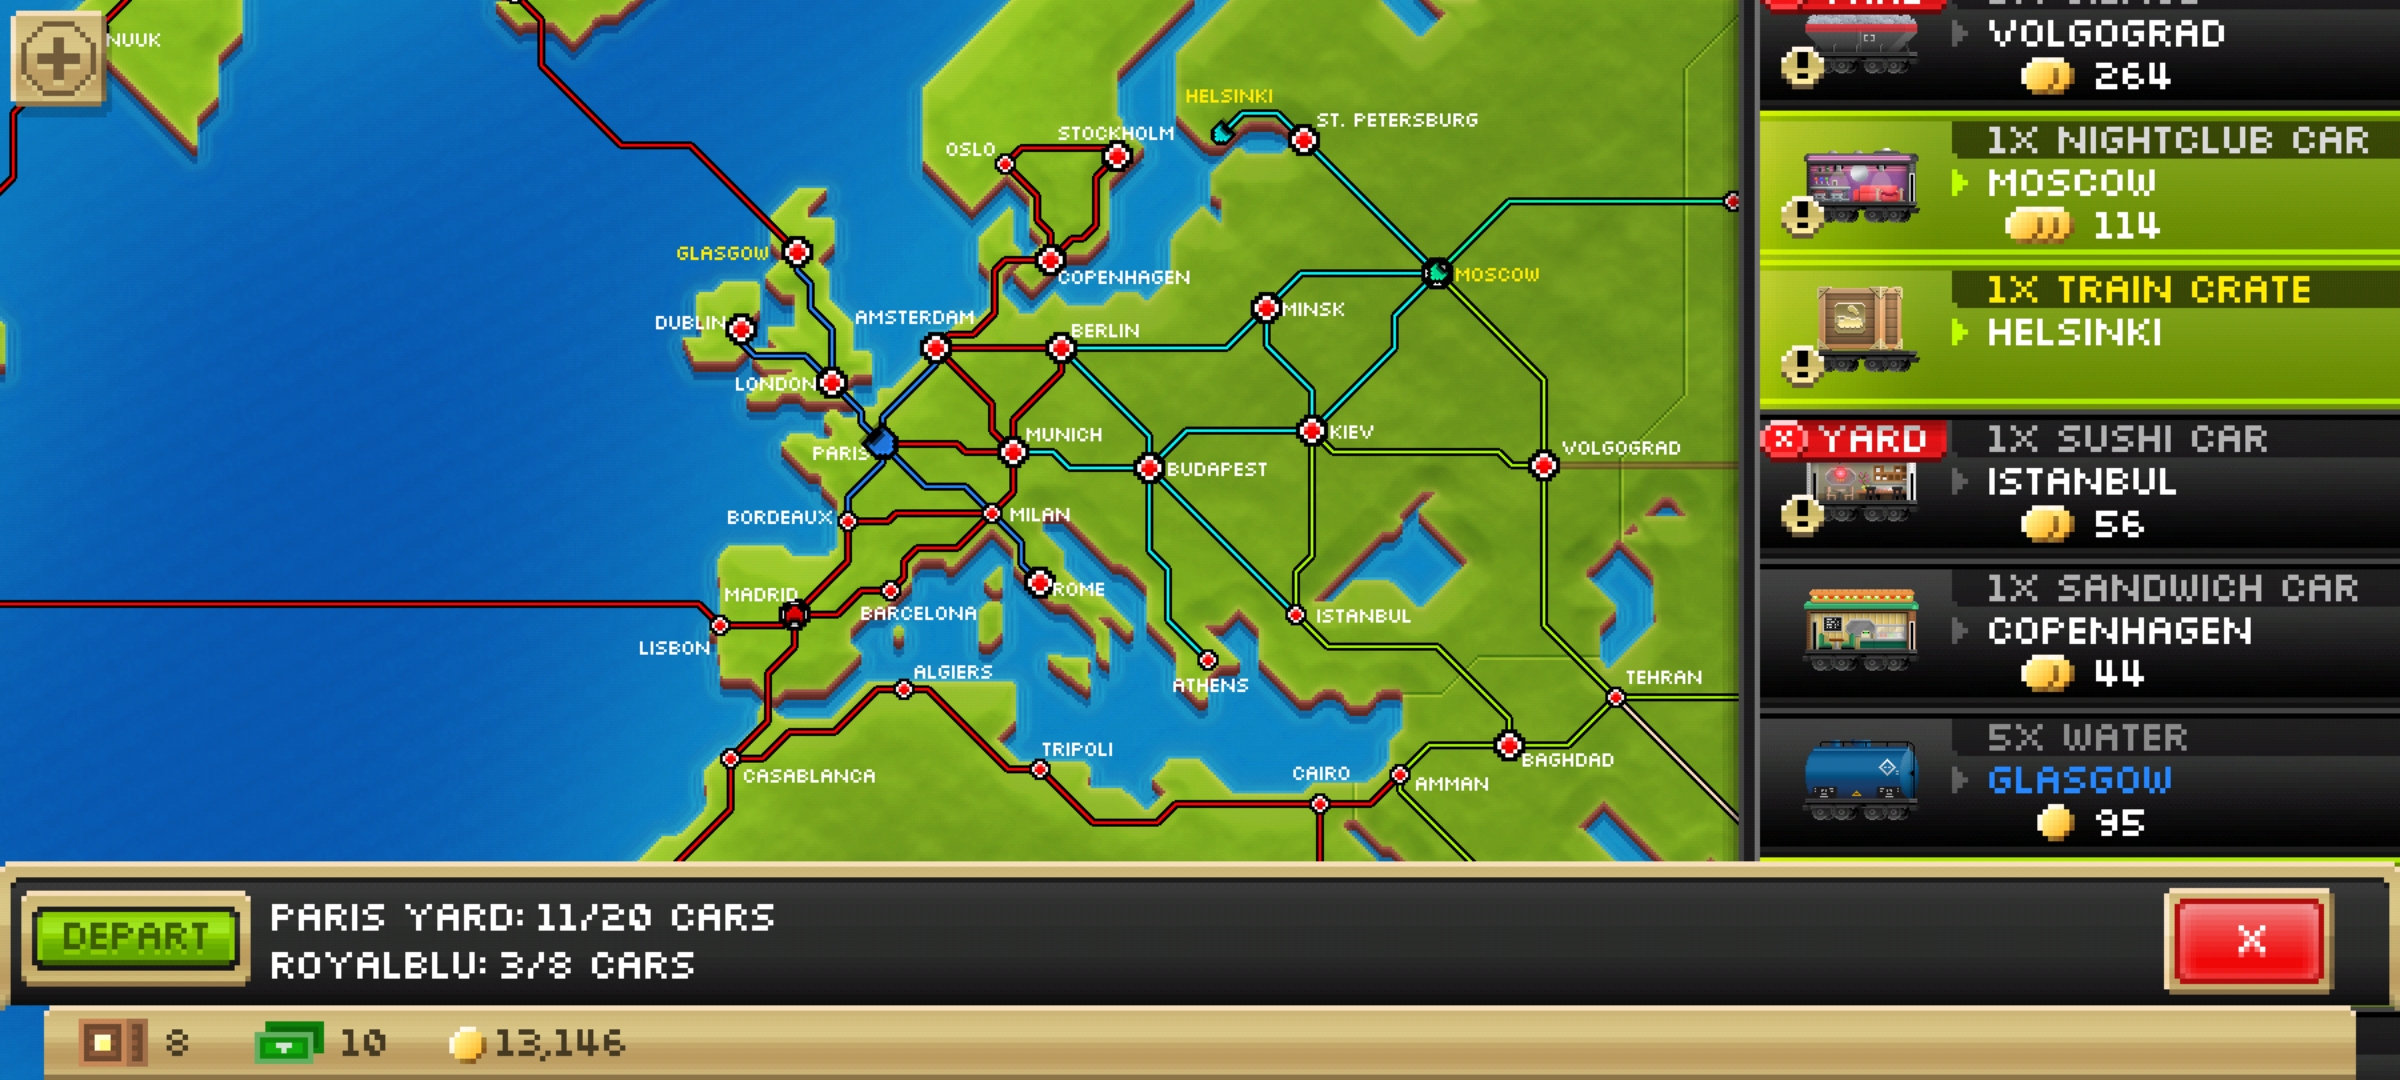 NUUK
HELSINKI
ST. PETERSBURG
STOCKHOLM
OSLO
GLASGOW
COPENHAGEN
MOSCOW
DUBLIN
AMSTERDAM
BERLIN
MINSK
LONDON
PARIS
MUNICH
BUDAPEST
KIEV
VOLGOGRAD
BORDEAUX
MILAN
MADRID
ROME
BARCELONA
LISBON
ISTANBUL
ATHENS
ALGIERS
TEHRAN
TRIPOLI
CASABLANCA
CAIRO
AMMAN
BAGHDAD
VOLGOGRAD
264
1X NIGHTCLUB CAR
MOSCOW
114
1X TRAIN CRATE
HELSINKI
X YARD
1X SUSHI CAR
ISTANBUL
56
1X SANDWICH CAR
COPENHAGEN
44
5X WATER
GLASGOW
95
DEPART
PARIS YARD: 11/20 CARS
ROYALBLU: 3/8 CARS
X
8
10
13,146